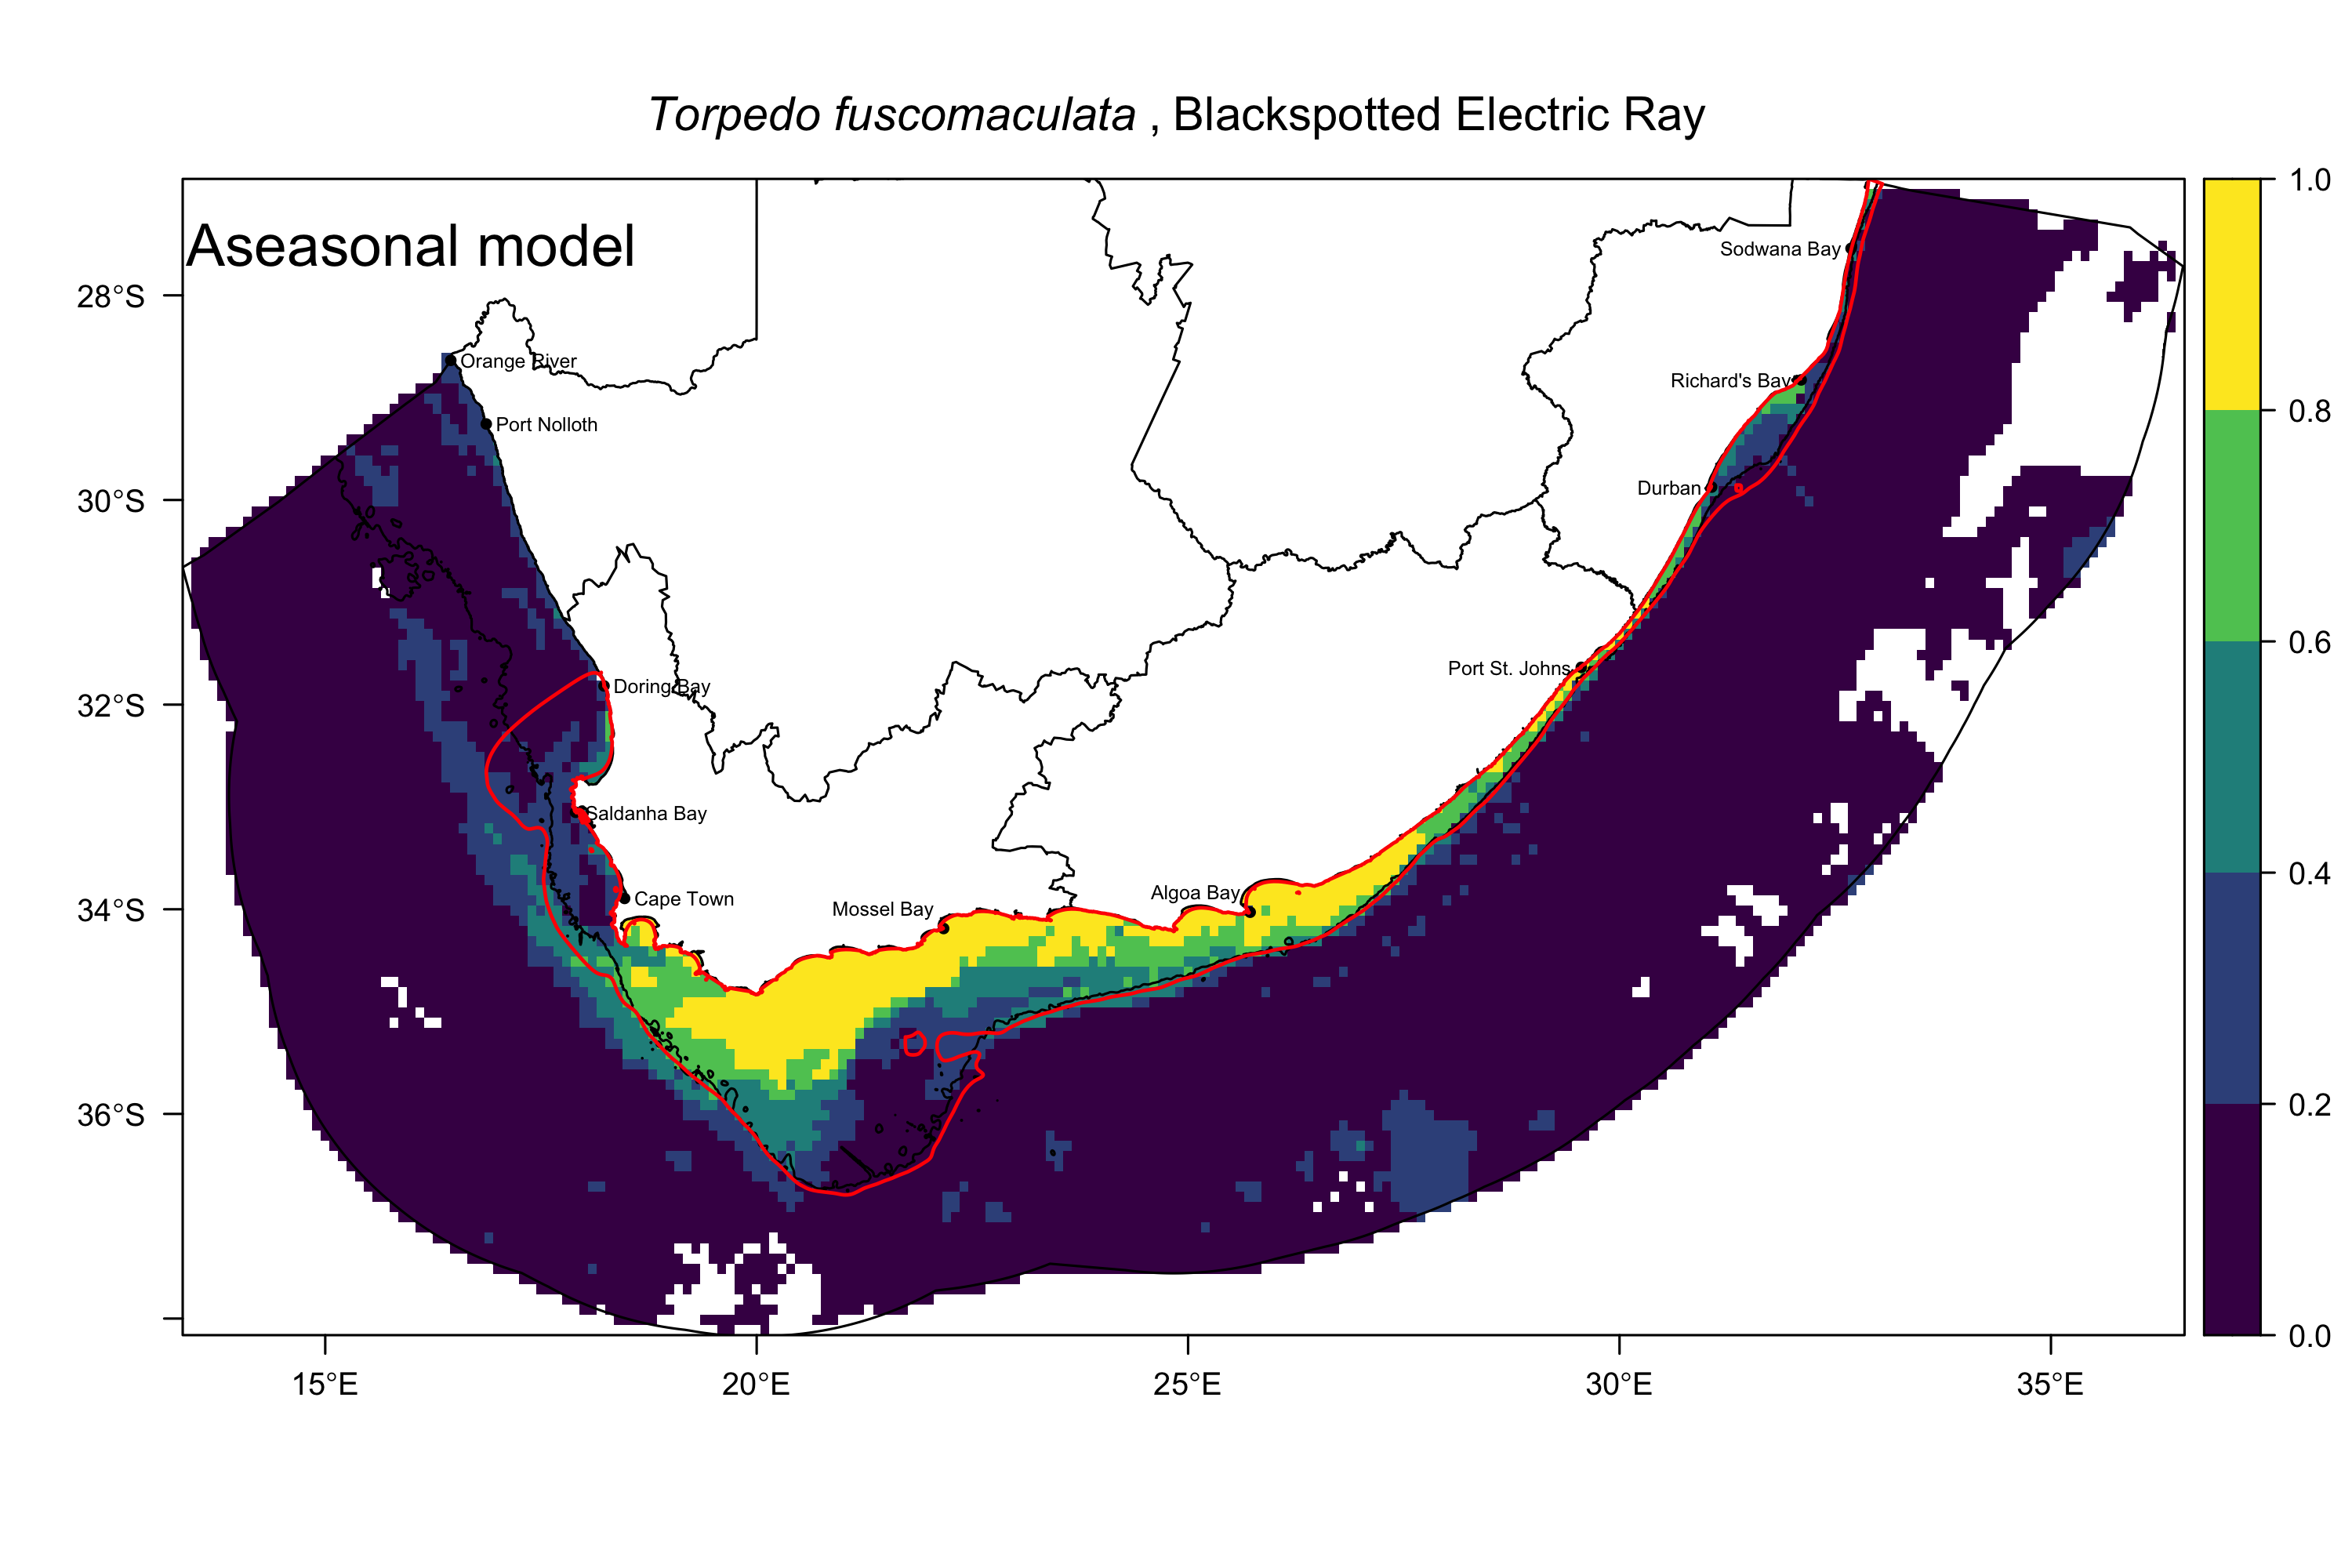 Torpedo fuscomaculata , Blackspotted Electric Ray
Aseasonal model
1.0
0.8
0.6
0.4
0.2
0.0
28°S
30°S
32°S
34°S
36°S
15°E
20°E
25°E
30°E
35°E
Sodwana Bay
Orange River
Richard's Bay
Port Nolloth
Durban
Port St. Johns
Doring Bay
Saldanha Bay
Algoa Bay
Cape Town
Mossel Bay